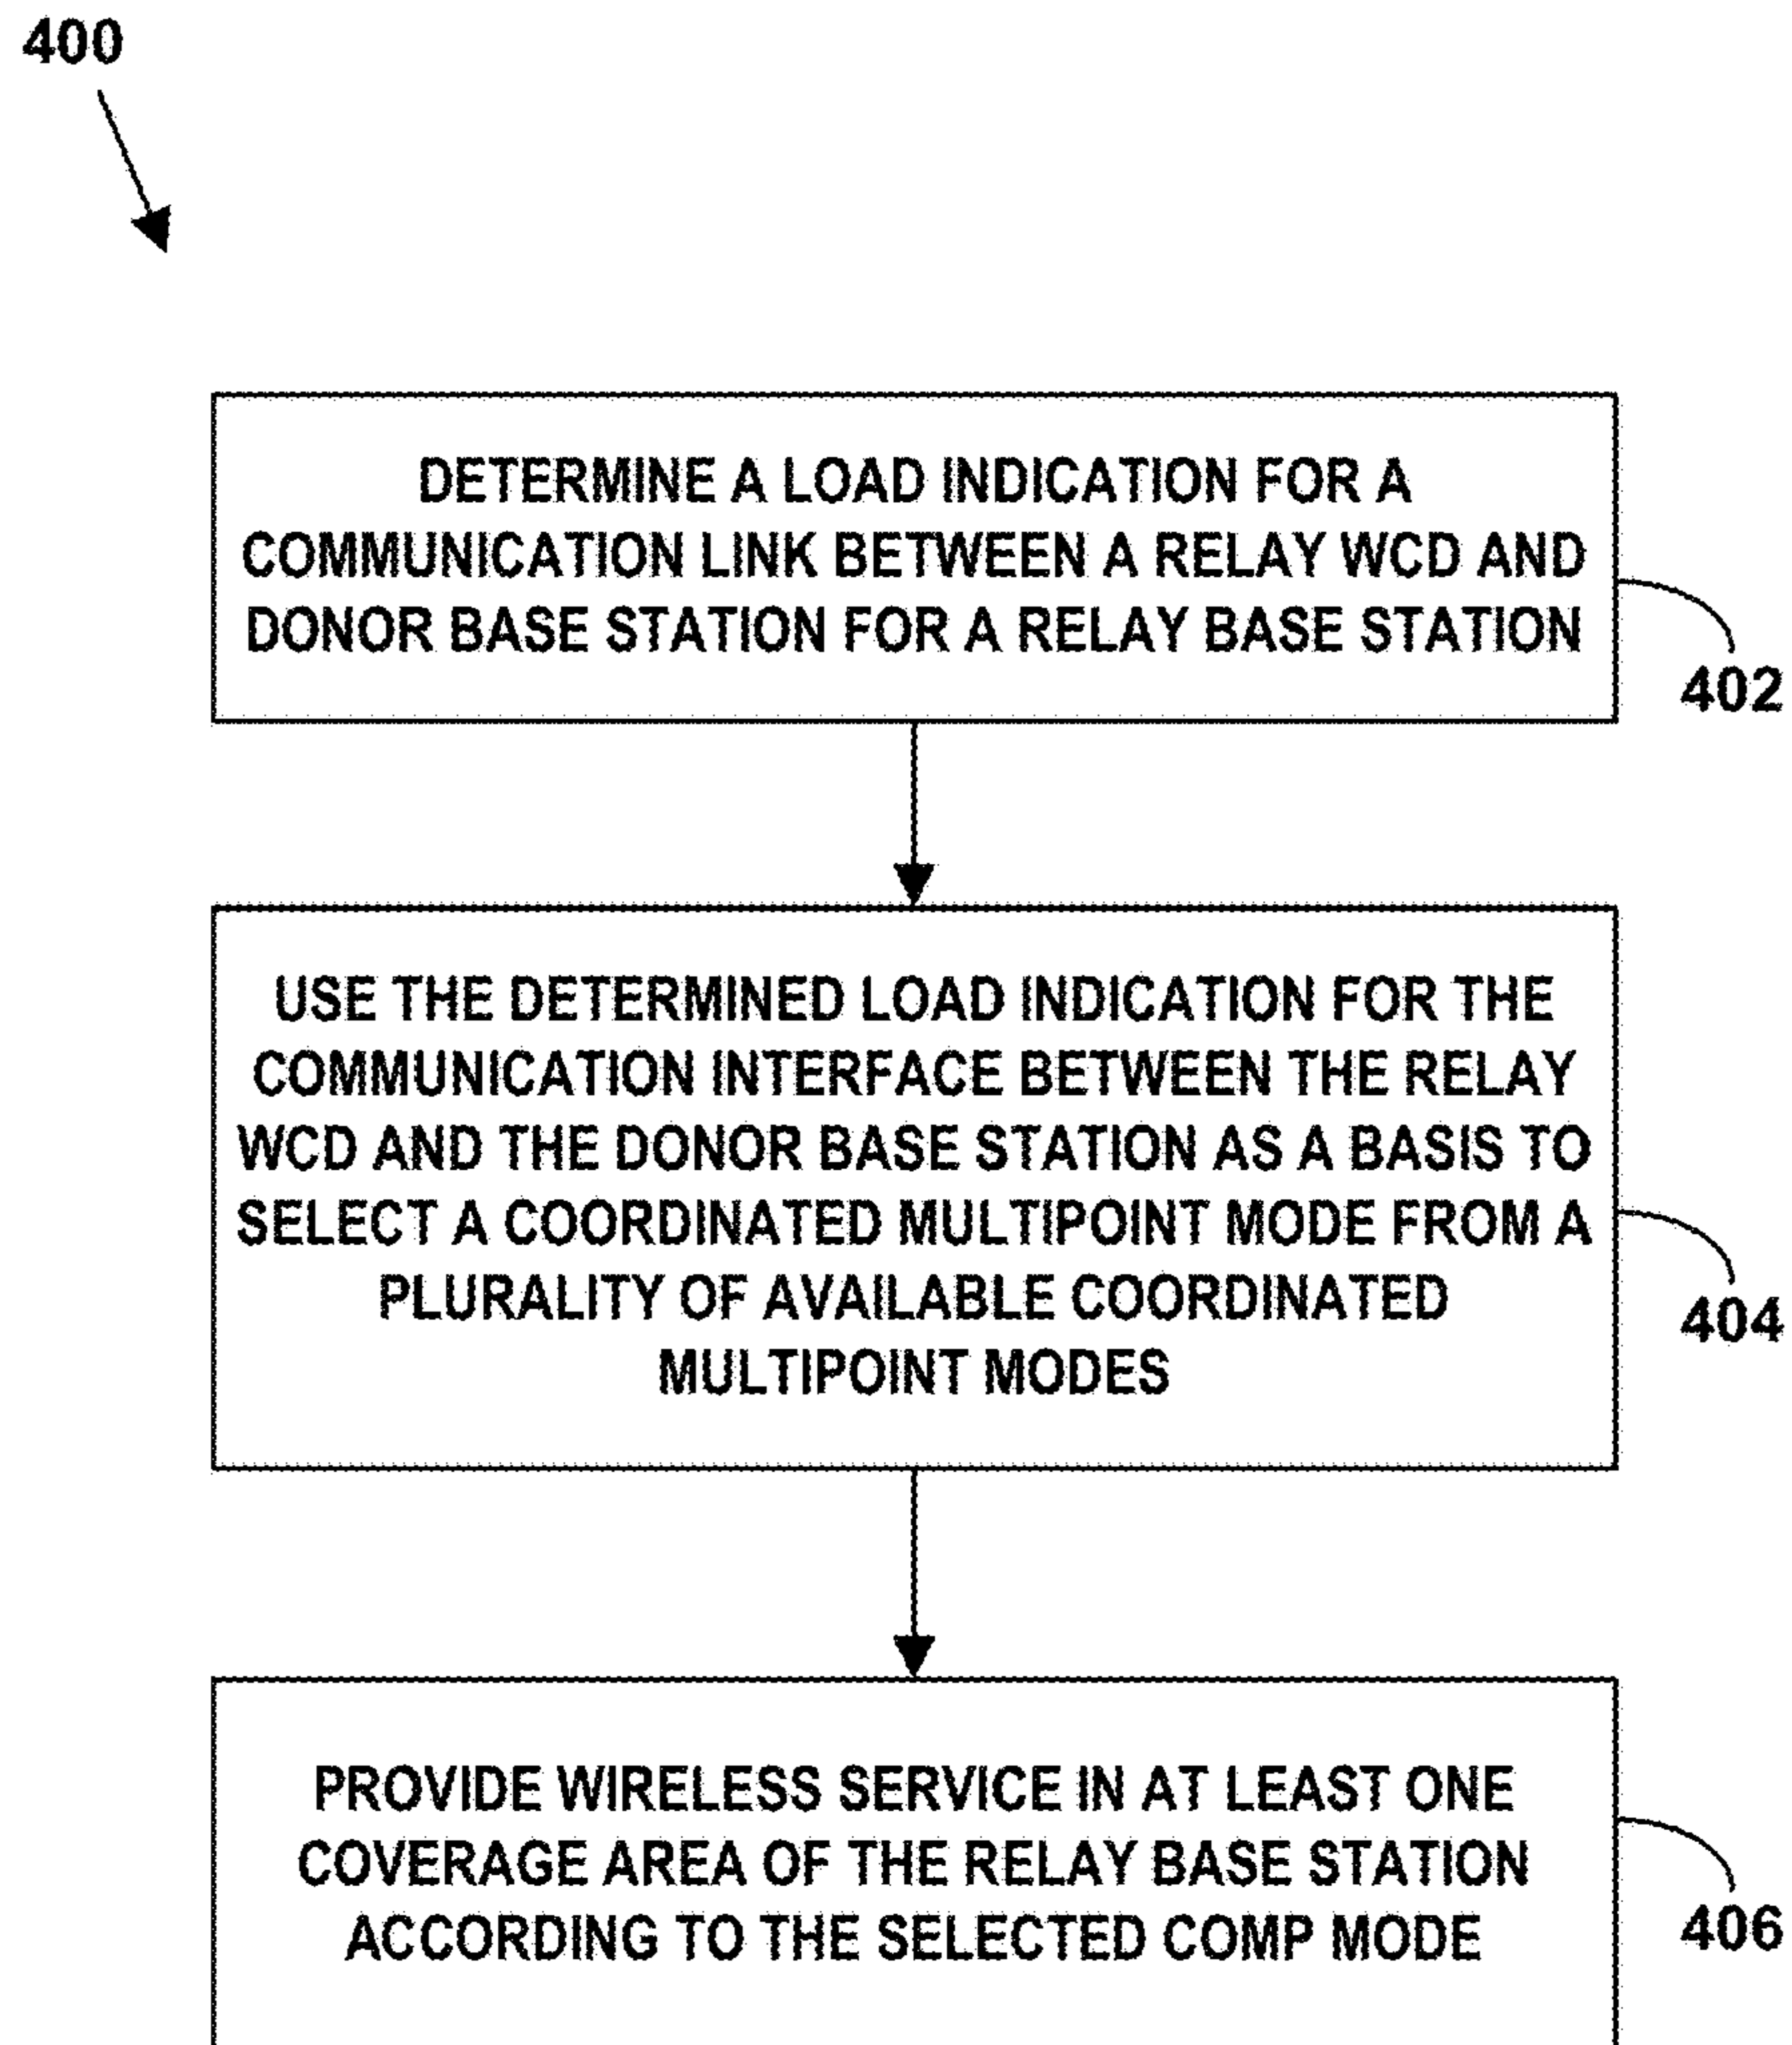 400
DETERMINE A LOAD INDICATION FOR A
COMMUNICATION LINK BETWEEN A RELAY WCD AND
DONOR BASE STATION FOR A RELAY BASE STATION
402
USE THE DETERMINED LOAD INDICATION FOR THE
COMMUNICATION INTERFACE BETWEEN THE RELAY
WCD AND THE DONOR BASE STATION AS A BASIS TO
SELECT A COORDINATED MULTIPOINT MODE FROM A
PLURALITY OF AVAILABLE COORDINATED
MULTIPOINT MODES
404
PROVIDE WIRELESS SERVICE IN AT LEAST ONE
COVERAGE AREA OF THE RELAY BASE STATION
ACCORDING TO THE SELECTED COMP MODE
406